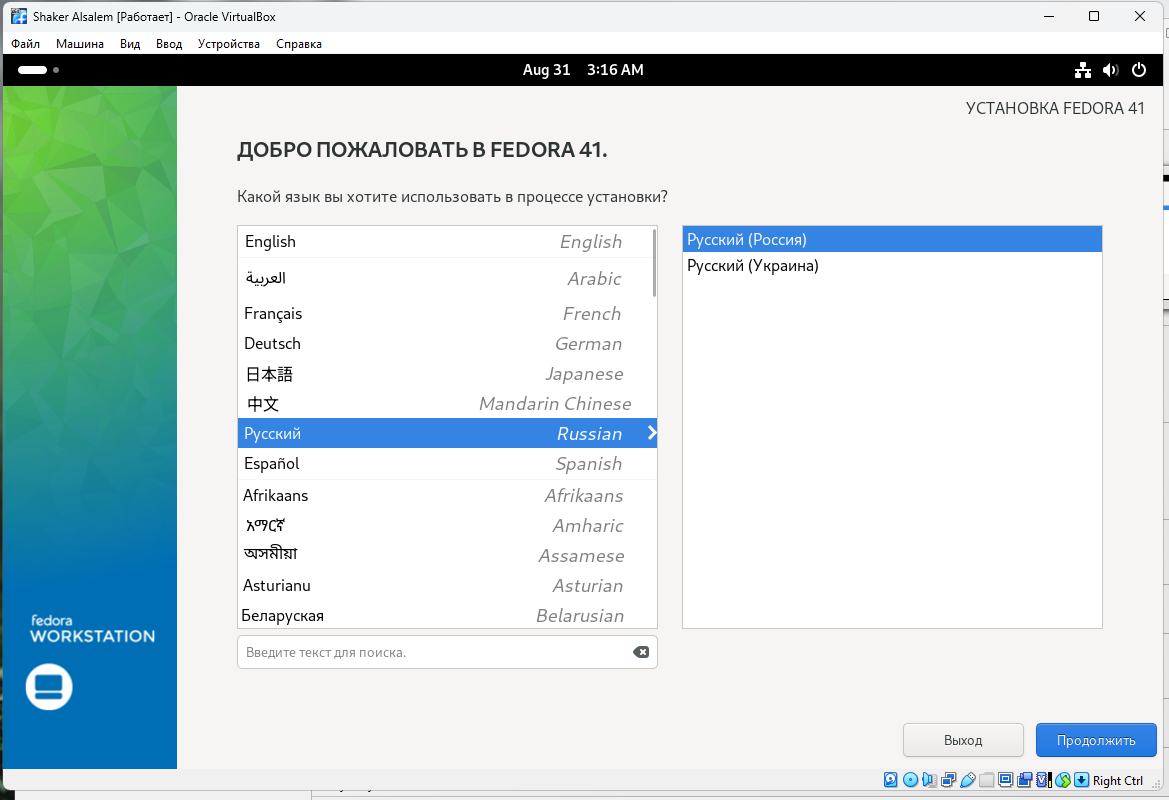 Shaker Alsalem [Работает] - Oracle VirtualBox
Файл Машина Вид Ввод Устройства Справка
Aug 31 3:16 AM
УСТАНОВКА FEDORA 41
ДОБРО ПОЖАЛОВАТЬ В FEDORA 41.
Какой язык вы хотите использовать в процессе установки?
English English
العربية Arabic
Français French
Deutsch German
日本語 Japanese
中文 Mandarin Chinese
Русский Russian
Español Spanish
Afrikaans Afrikaans
አማርኛ Amharic
অসমীয়া Assamese
Asturianu Asturian
Беларуская Belarusian
Русский (Россия)
Русский (Украина)
Введите текст для поиска.
fedora
WORKSTATION
Выход Продолжить
Right Ctrl